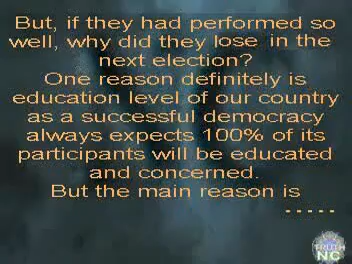 But, if they had performed so
well, why did they lose in the
next election?
One reason definitely is
education level of our country
as a successful democracy
always expects 100% of its
participants will be educated
and concerned.
But the main reason is
-----
TRUTH
NC